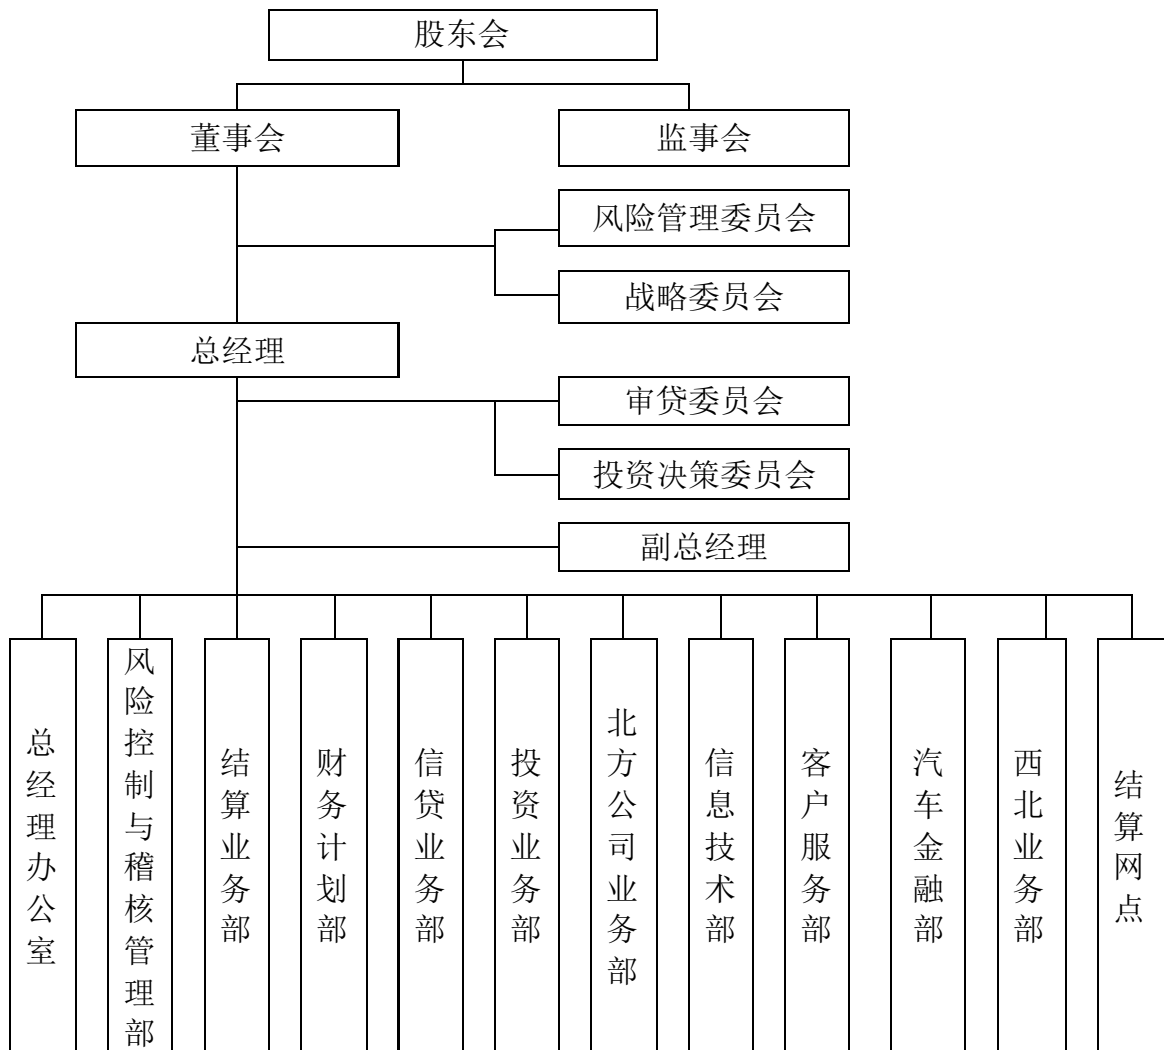 股东会
董事会
监事会
风险管理委员会
战略委员会
总经理
审贷委员会
投资决策委员会
副总经理
总经理办公室
风险控制与稽核管理部
结算业务部
财务计划部
信贷业务部
投资业务部
北方公司业务部
信息技术部
客户服务部
汽车金融部
西北业务部
结算网点